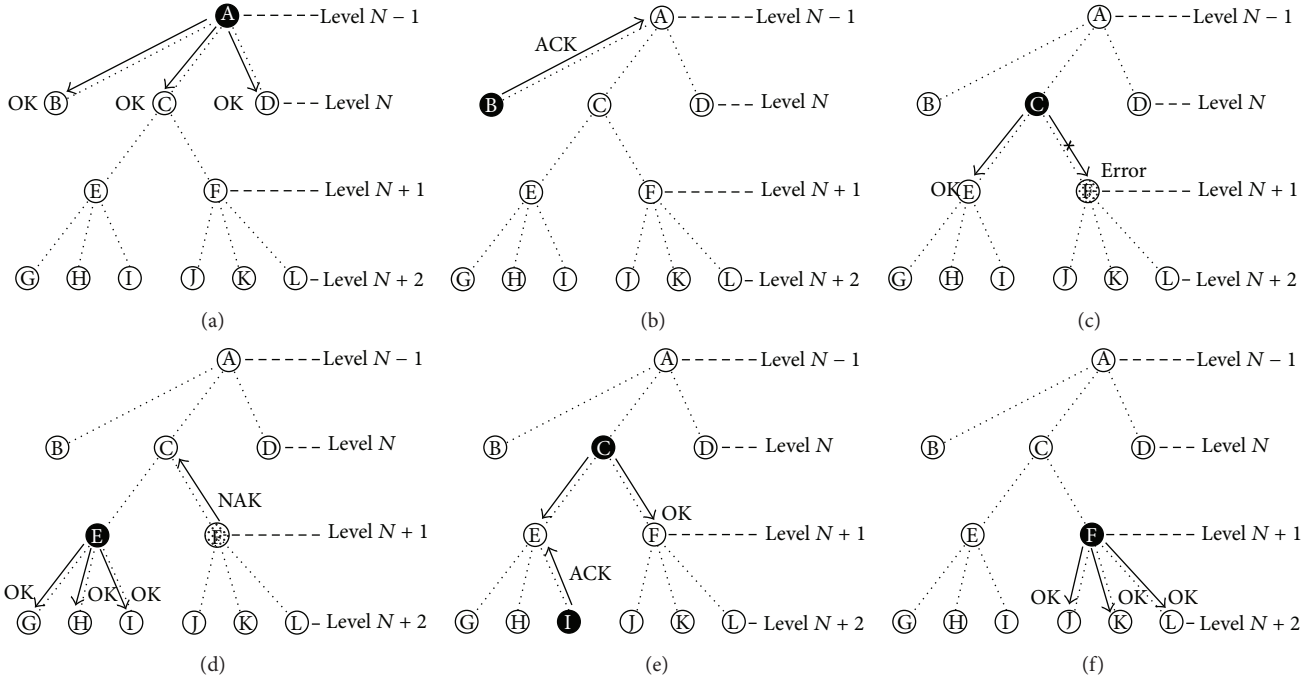 A Level N − 1
OK B OK C OK D Level N
E F Level N + 1
G H I J K L Level N + 2
(a)
A Level N − 1
ACK
B C D Level N
E F Level N + 1
G H I J K L Level N + 2
(b)
A Level N − 1
B C D Level N
Error
OK E F Level N + 1
G H I J K L Level N + 2
(c)
A Level N − 1
B C D Level N
NAK
E F Level N + 1
OK OK OK
G H I J K L Level N + 2
(d)
A Level N − 1
B C D Level N
OK
E F Level N + 1
ACK
G H I J K L Level N + 2
(e)
A Level N − 1
B C D Level N
E F Level N + 1
OK OK OK
G H I J K L Level N + 2
(f)